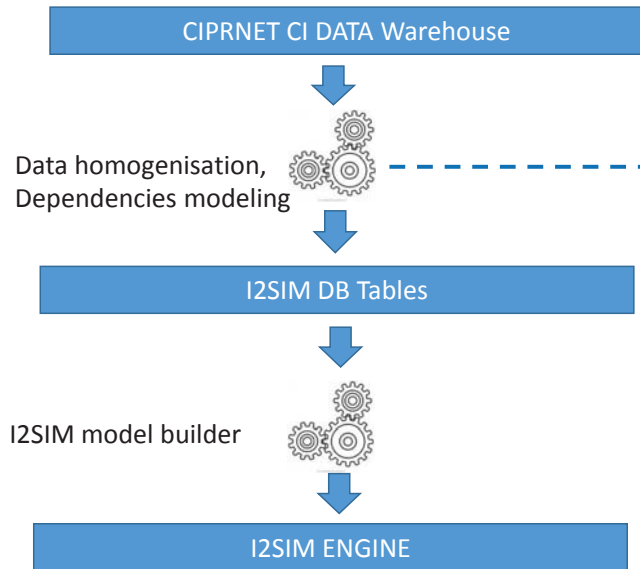 CIPRNET CI DATA Warehouse
Data homogenisation,
Dependencies modeling
I2SIM DB Tables
I2SIM model builder
I2SIM ENGINE